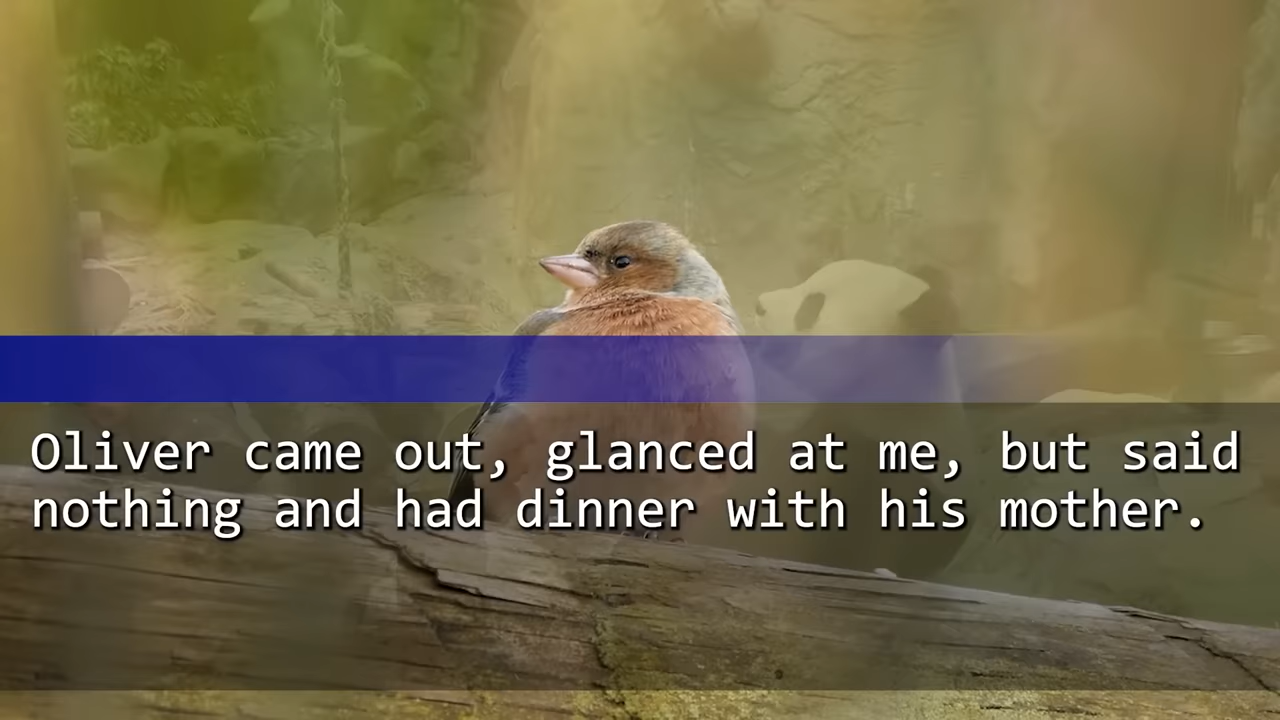 Oliver came out, glanced at me, but said
nothing and had dinner with his mother.